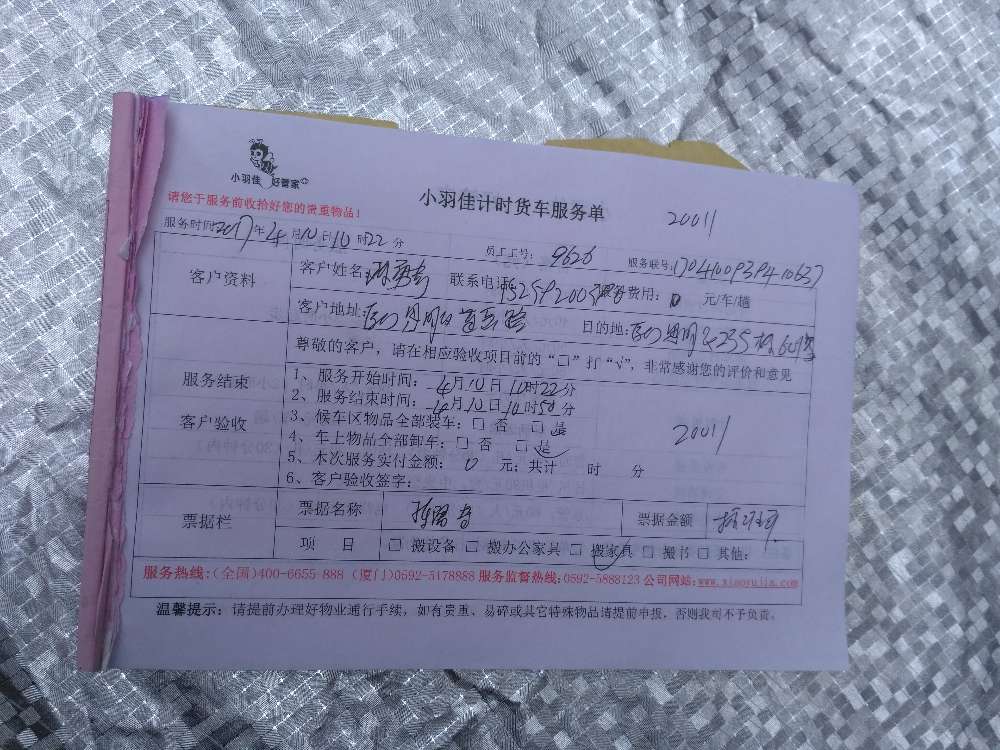 小羽佳 好管家
请您于服务前收拾好您的贵重物品!
小羽佳计时货车服务单
20011
服务时间2017年4月10日10时22分 员工工号: 9626 服务联号:
客户资料
客户姓名: 联系电话: 服务费用: 0 元/车/趟
客户地址: 目的地:
尊敬的客户，请在相应验收项目前的“□”打“√”，非常感谢您的评价和意见
服务结束
客户验收
1、服务开始时间: 4月10日10时22分
2、服务结束时间: 4月10日10时50分
3、候车区物品全部装车: □ 否 □ 是
4、车上物品全部卸车: □ 否 □ 是
20011
5、本次服务实付金额: 0 元; 共计 时 分
6、客户验收签字:
票据栏
票据名称 票据金额
项 目 □ 搬设备 □ 搬办公家具 □ 搬家具 □ 搬书 □ 其他:
服务热线:(全国)400-6655-888 (厦门)0592-5178888 服务监督热线:0592-5888123 公司网站:www.xiaoyujia.com
温馨提示: 请提前办理好物业通行手续，如有贵重、易碎或其它特殊物品请提前申报，否则我司不予负责。